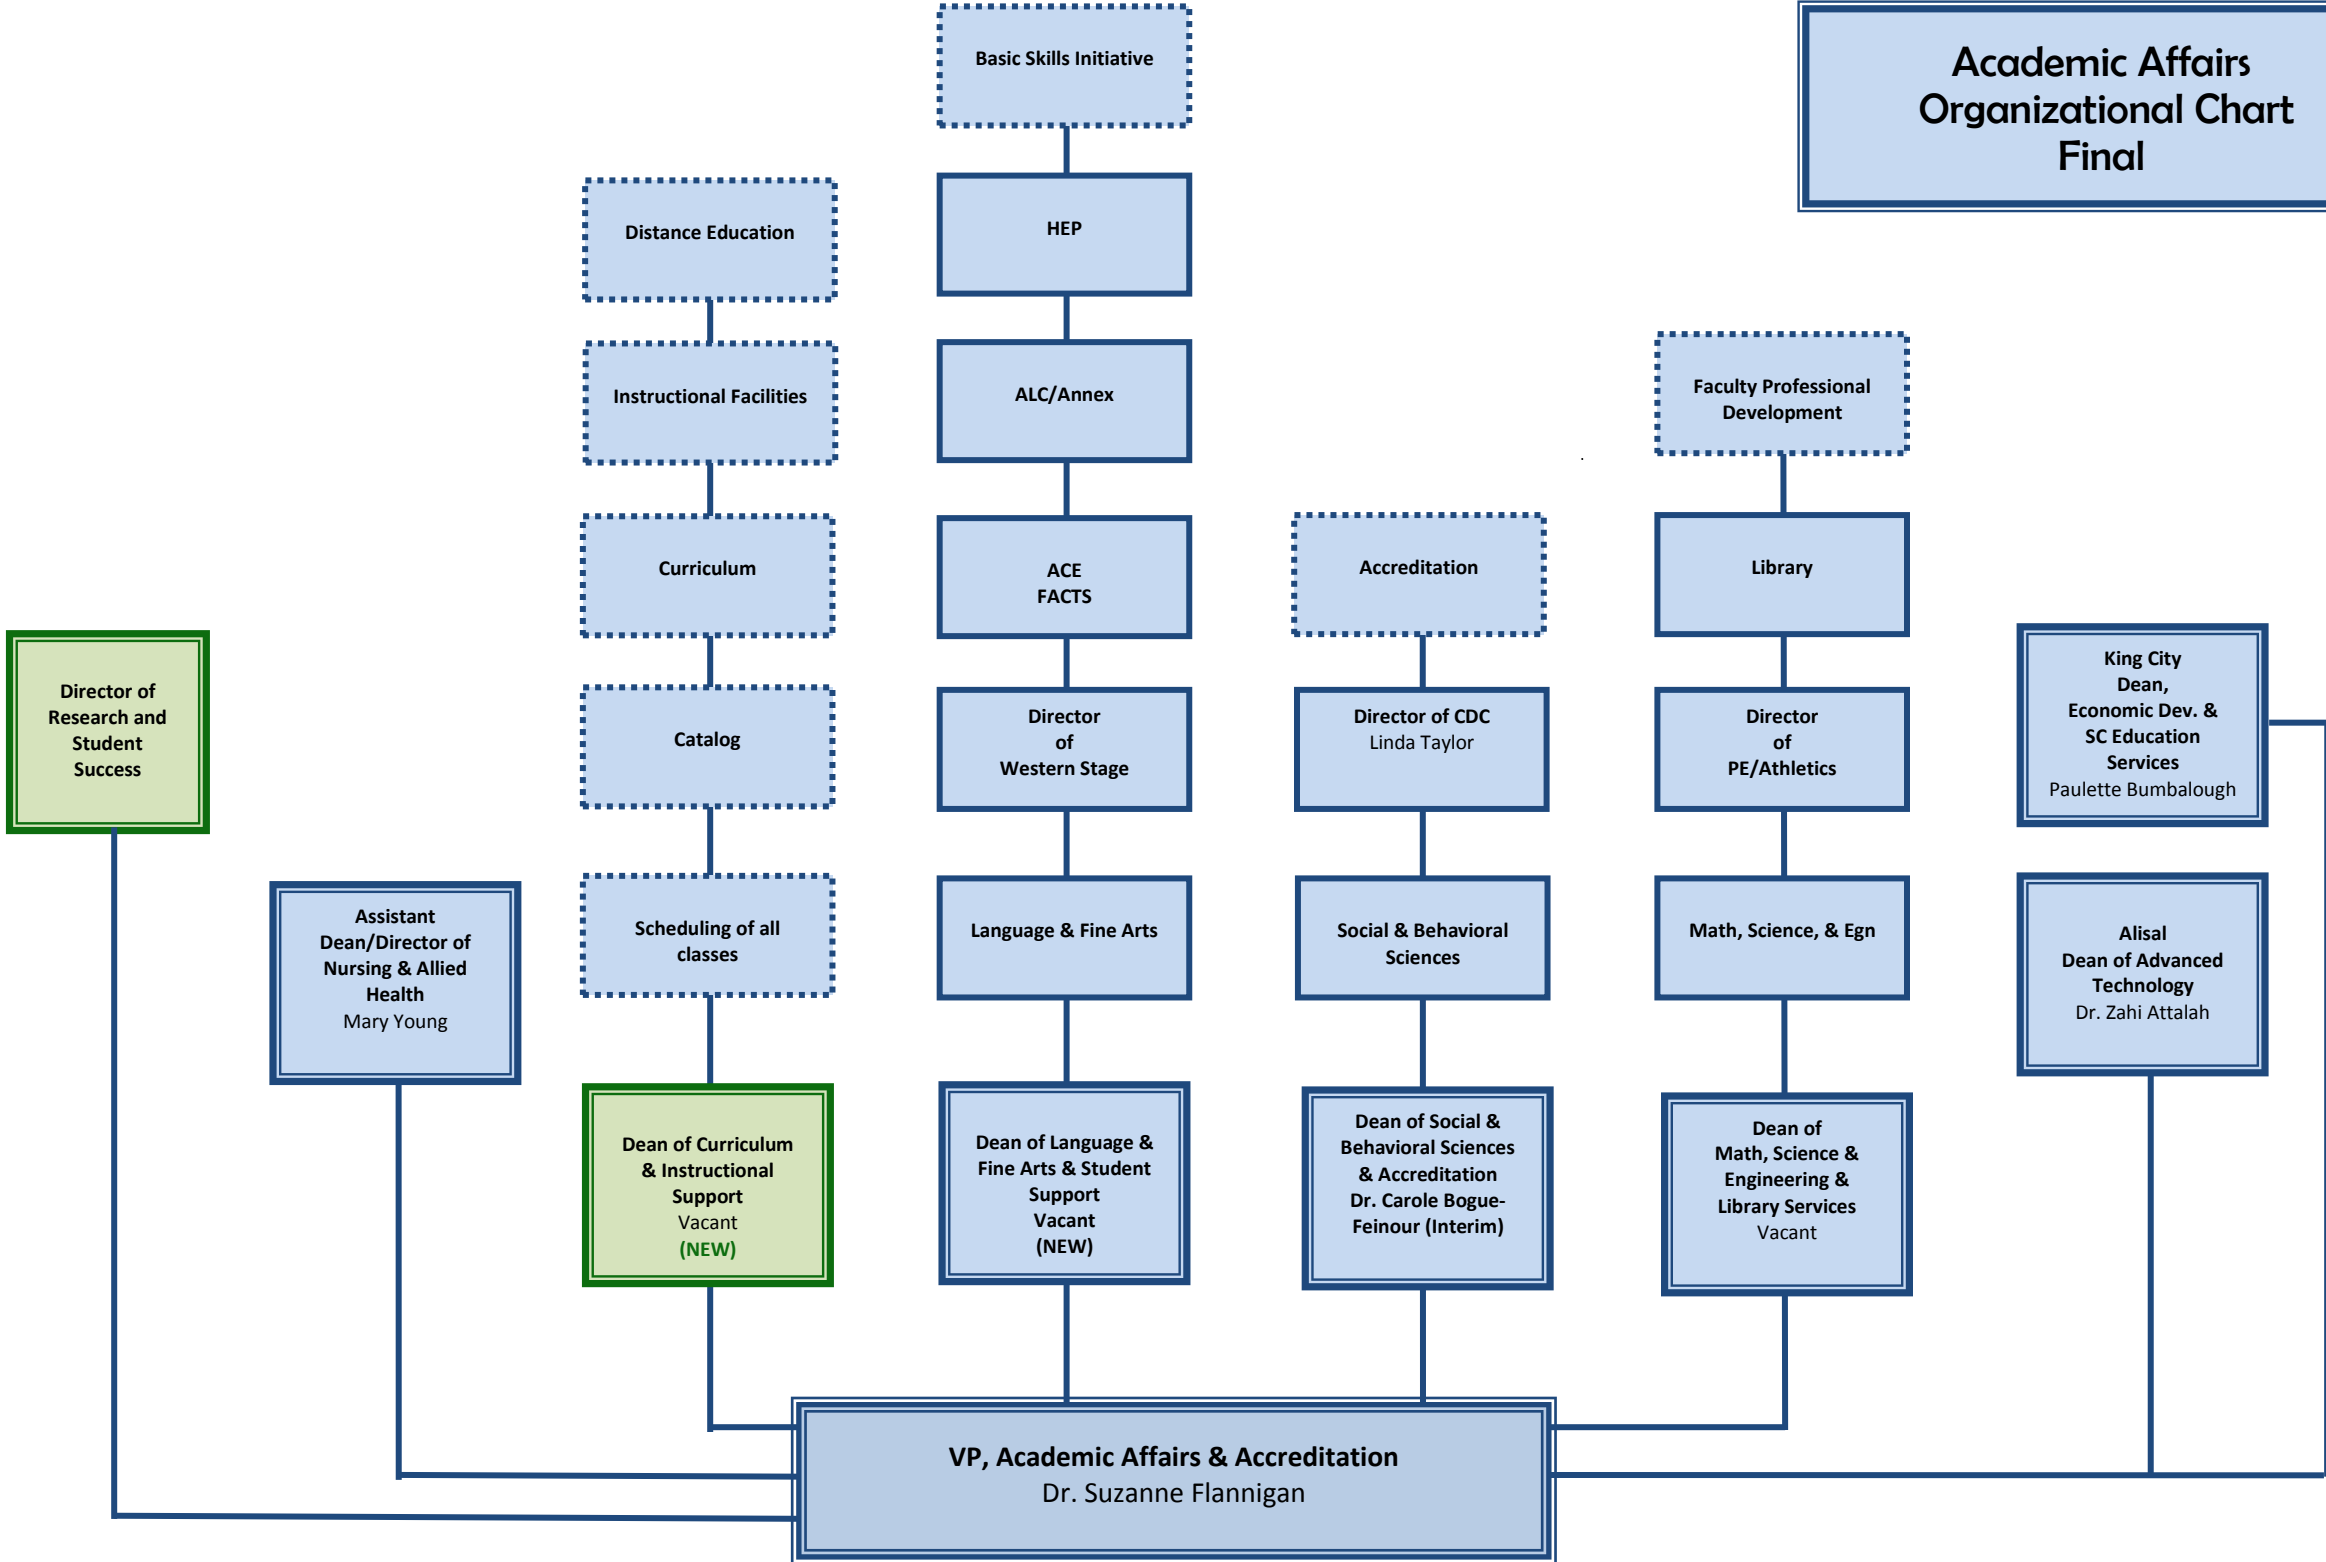 Academic Affairs
Organizational Chart
Final
Basic Skills Initiative
HEP
ALC/Annex
ACE
FACTS
Director
of
Western Stage
Language & Fine Arts
Dean of Language &
Fine Arts & Student
Support
Vacant
(NEW)
Distance Education
Instructional Facilities
Curriculum
Catalog
Scheduling of all
classes
Dean of Curriculum
& Instructional
Support
Vacant
(NEW)
Director of
Research and
Student
Success
Assistant
Dean/Director of
Nursing & Allied
Health
Mary Young
Accreditation
Director of CDC
Linda Taylor
Social & Behavioral
Sciences
Dean of Social &
Behavioral Sciences
& Accreditation
Dr. Carole Bogue-
Feinour (Interim)
Faculty Professional
Development
Library
Director
of
PE/Athletics
Math, Science, & Egn
Dean of
Math, Science &
Engineering &
Library Services
Vacant
King City
Dean,
Economic Dev. &
SC Education
Services
Paulette Bumbalough
Alisal
Dean of Advanced
Technology
Dr. Zahi Attalah
VP, Academic Affairs & Accreditation
Dr. Suzanne Flannigan